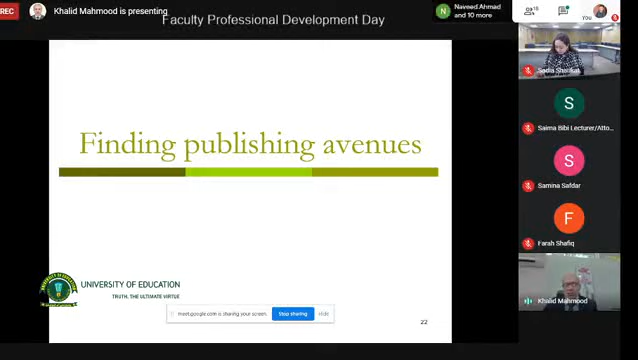 REC
Khalid Mahmood is presenting
Faculty Professional Development Day
N
Naveed Ahmad
and 10 more
18
You
Sadia Shaukat
Finding publishing avenues
S
Saima Bibi Lecturer/Atto...
S
Samina Safdar
F
Farah Shafiq
Khalid Mahmood
UNIVERSITY OF EDUCATION
TRUTH, THE ULTIMATE VIRTUE
meet.google.com is sharing your screen.
Stop sharing
Hide
22